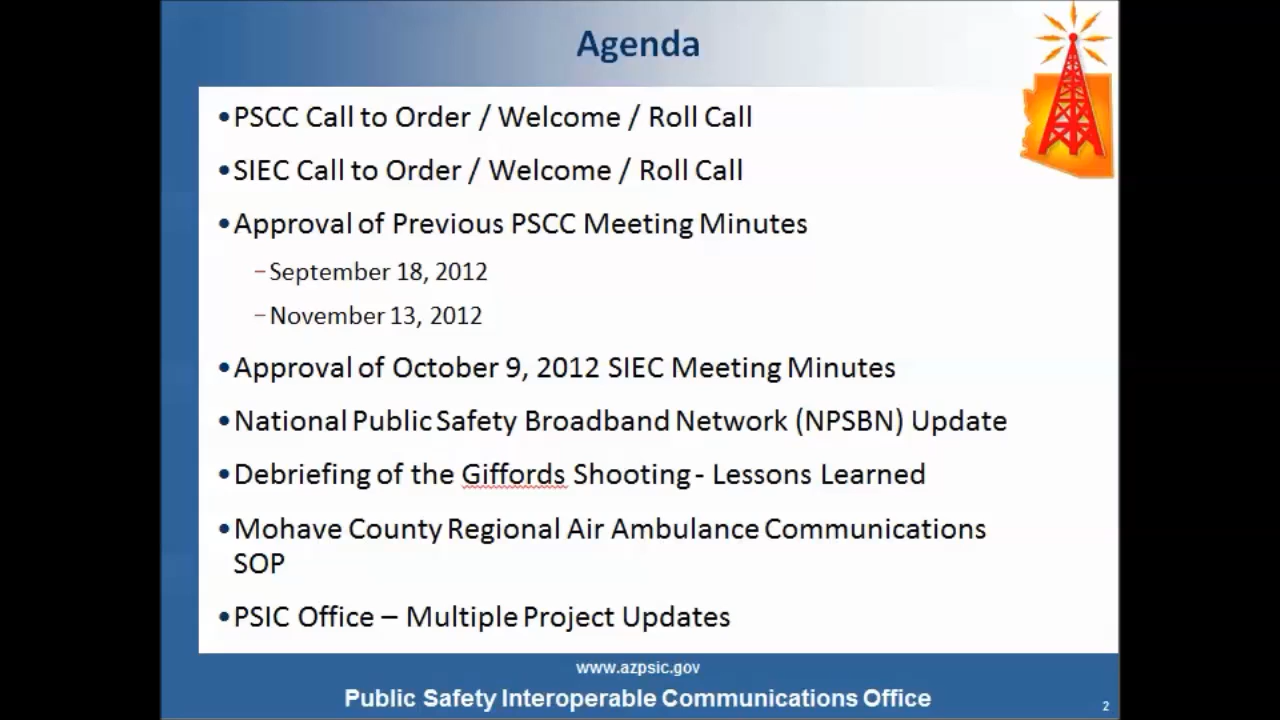 Agenda
•PSCC Call to Order / Welcome / Roll Call
•SIEC Call to Order / Welcome / Roll Call
•Approval of Previous PSCC Meeting Minutes
–September 18, 2012
–November 13, 2012
•Approval of October 9, 2012 SIEC Meeting Minutes
•National Public Safety Broadband Network (NPSBN) Update
•Debriefing of the Giffords Shooting - Lessons Learned
•Mohave County Regional Air Ambulance Communications
SOP
•PSIC Office – Multiple Project Updates
www.azpsic.gov
Public Safety Interoperable Communications Office
2